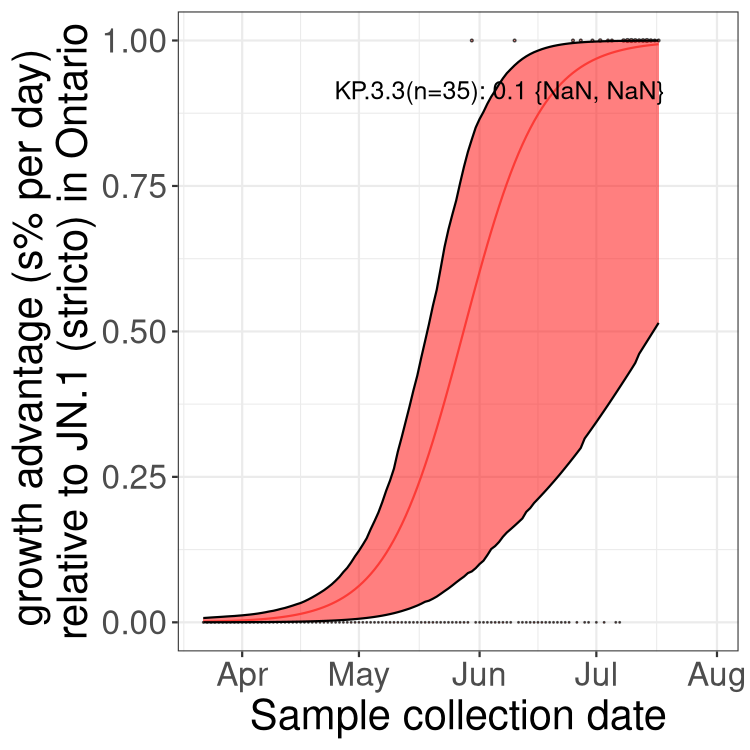 growth advantage (s% per day)
relative to JN.1 (stricto) in Ontario
1.00
0.75
0.50
0.25
0.00
KP.3.3(n=35): 0.1 {NaN, NaN}
Apr May Jun Jul Aug
Sample collection date